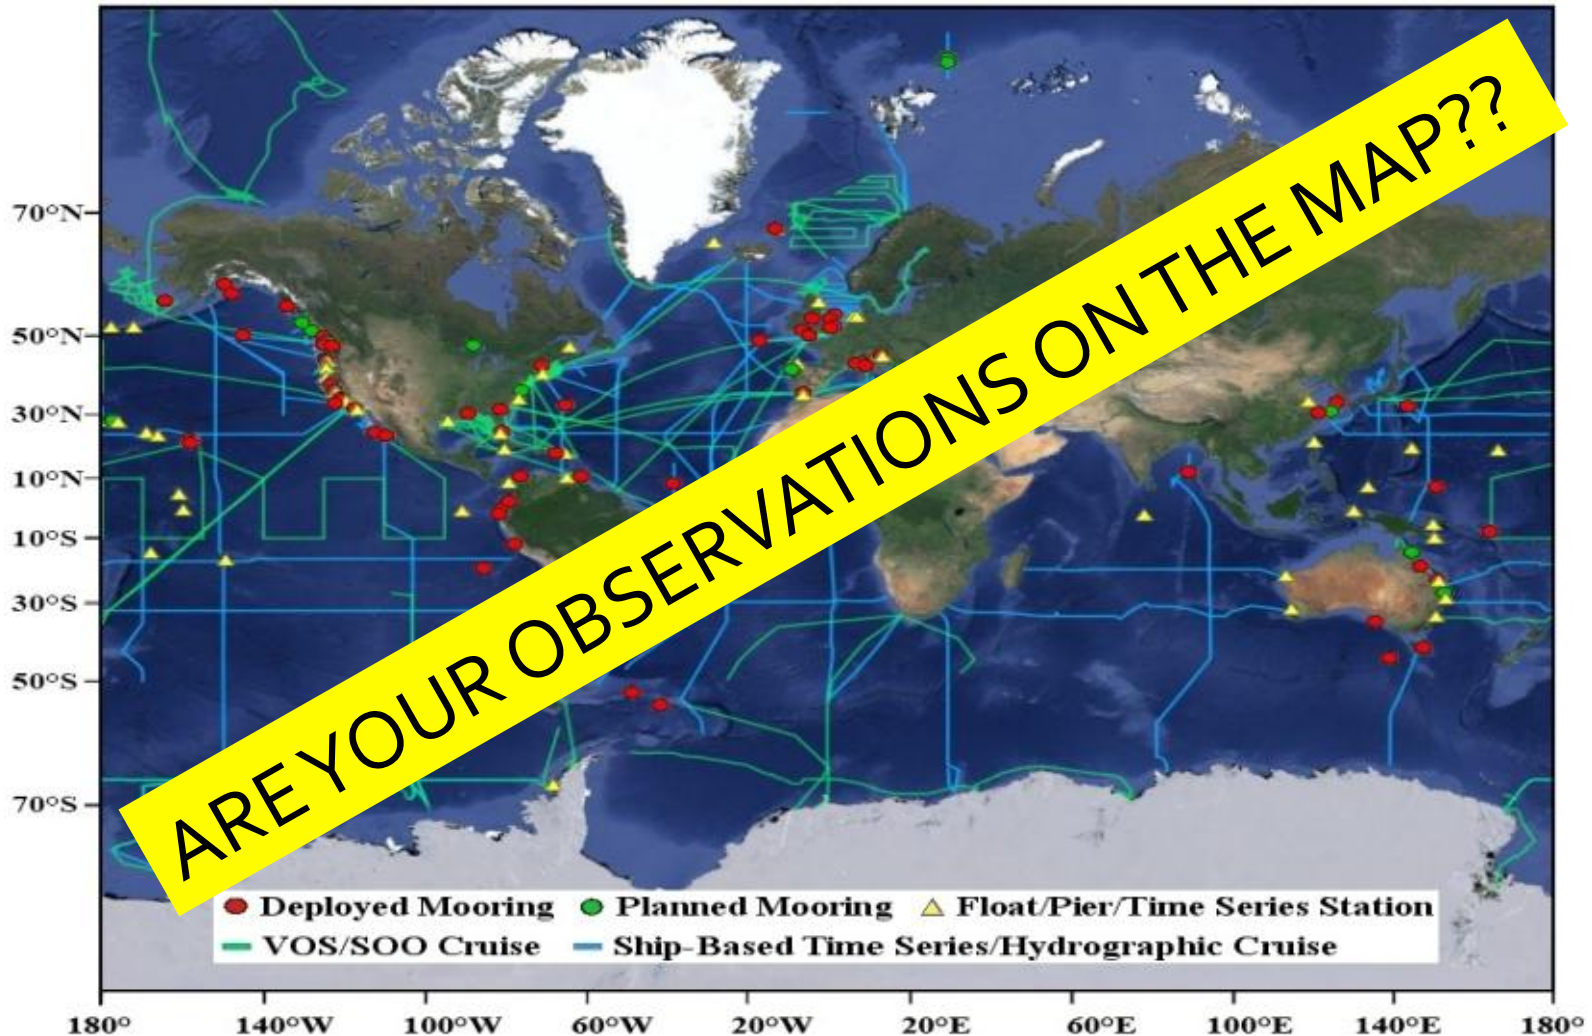 ARE YOUR OBSERVATIONS ON THE MAP??
70°N
50°N
30°N
10°N
10°S
30°S
50°S
70°S
Deployed Mooring Planned Mooring Float/Pier/Time Series Station
VOS/SOO Cruise Ship-Based Time Series/Hydrographic Cruise
180° 140°W 100°W 60°W 20°W 20°E 60°E 100°E 140°E 180°